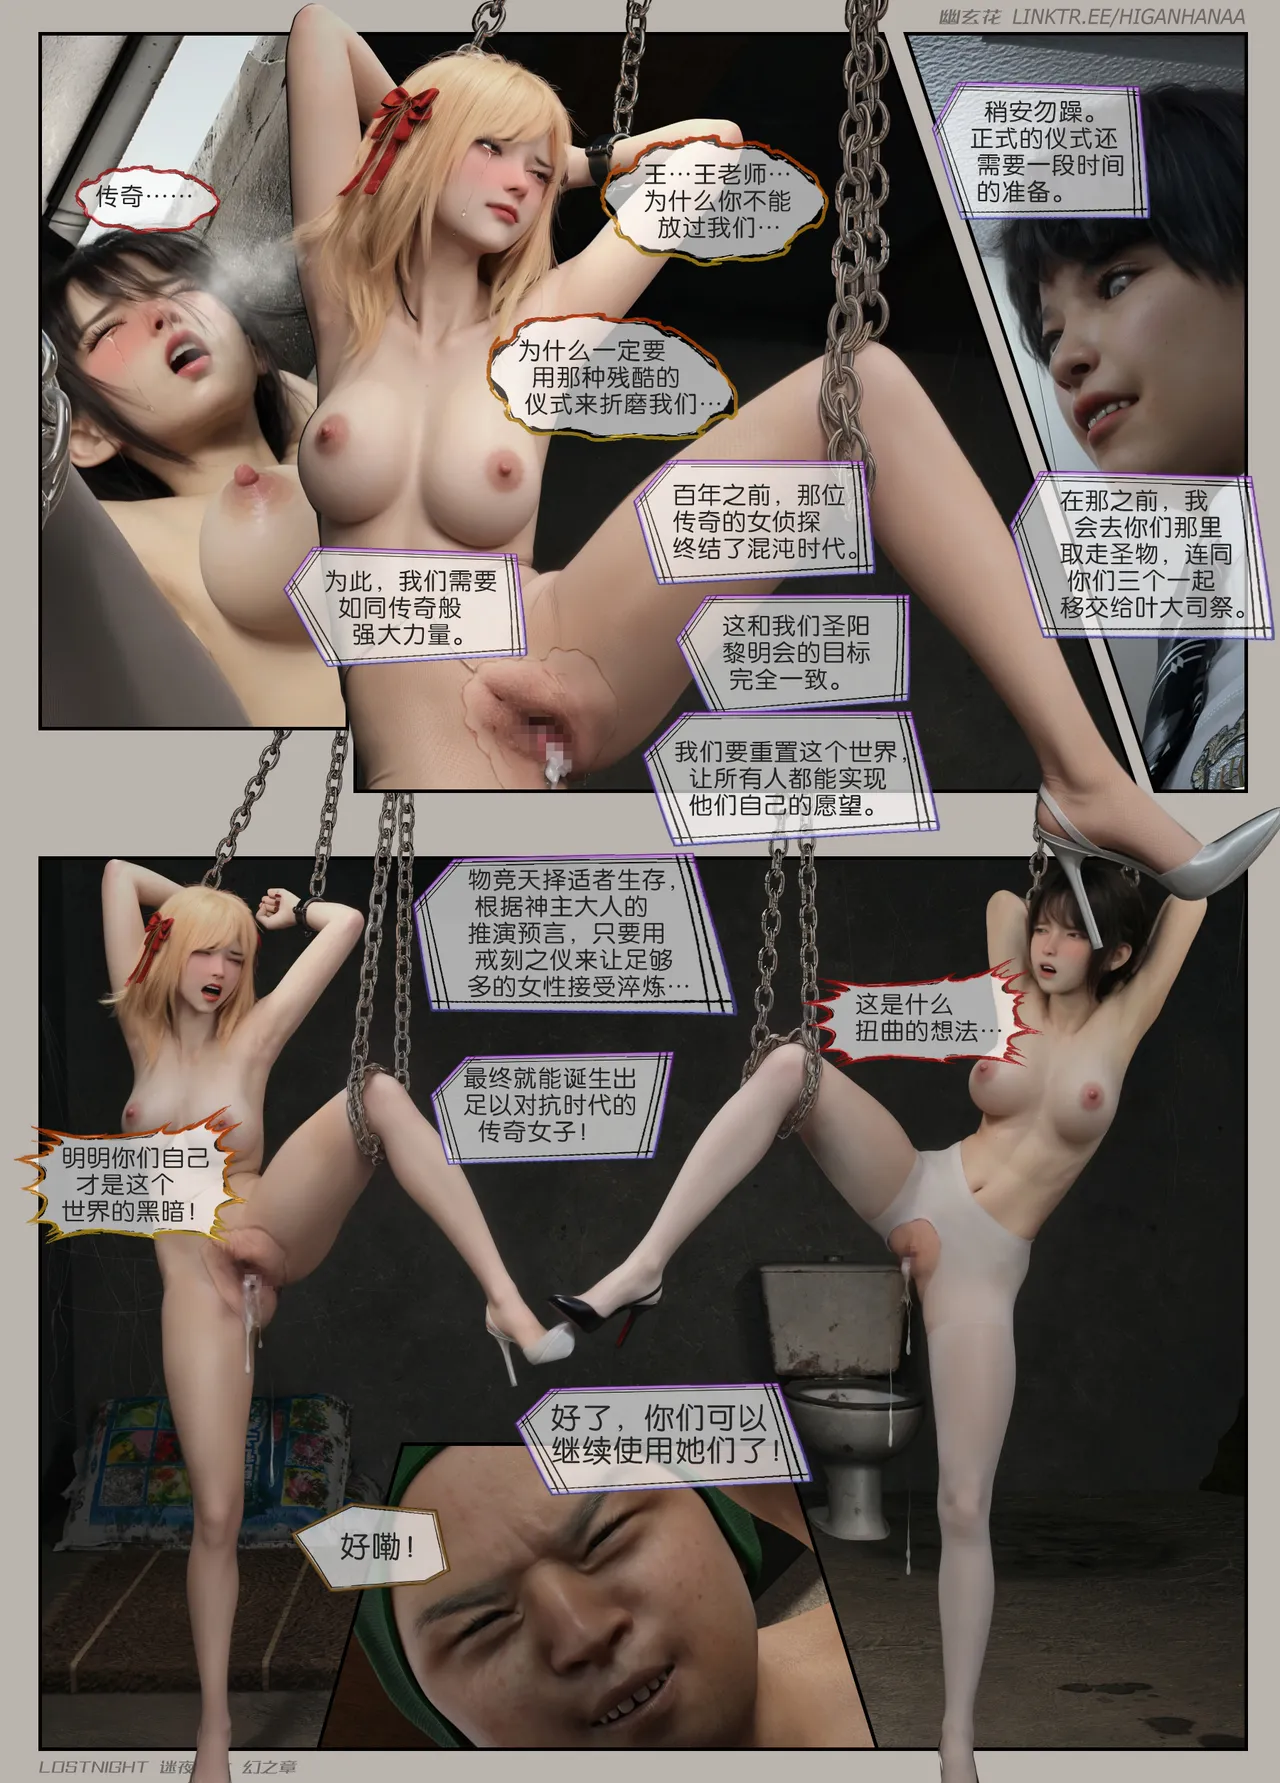 幽玄花 LINKTR.EE/HIGANHANAA
传奇……
王…王老师…
为什么你不能
放过我们…
稍安勿躁。
正式的仪式还
需要一段时间
的准备。
为什么一定要
用那种残酷的
仪式来折磨我们…
在那之前，我
会去你们那里
取走圣物，连同
你们三个一起
移交给叶大司祭。
百年之前，那位
传奇的女侦探
终结了混沌时代。
为此，我们需要
如同传奇般
强大力量。
这和我们圣阳
黎明会的目标
完全一致。
我们要重置这个世界，
让所有人都能实现
他们自己的愿望。
物竞天择适者生存，
根据神主大人的
推演预言，只要用
戒刻之仪来让足够
多的女性接受淬炼…
这是什么
扭曲的想法…
最终就能诞生出
足以对抗时代的
传奇女子！
明明你们自己
才是这个
世界的黑暗！
好了，你们可以
继续使用她们了！
好嘞！
LOSTNIGHT 迷夜 幻之章